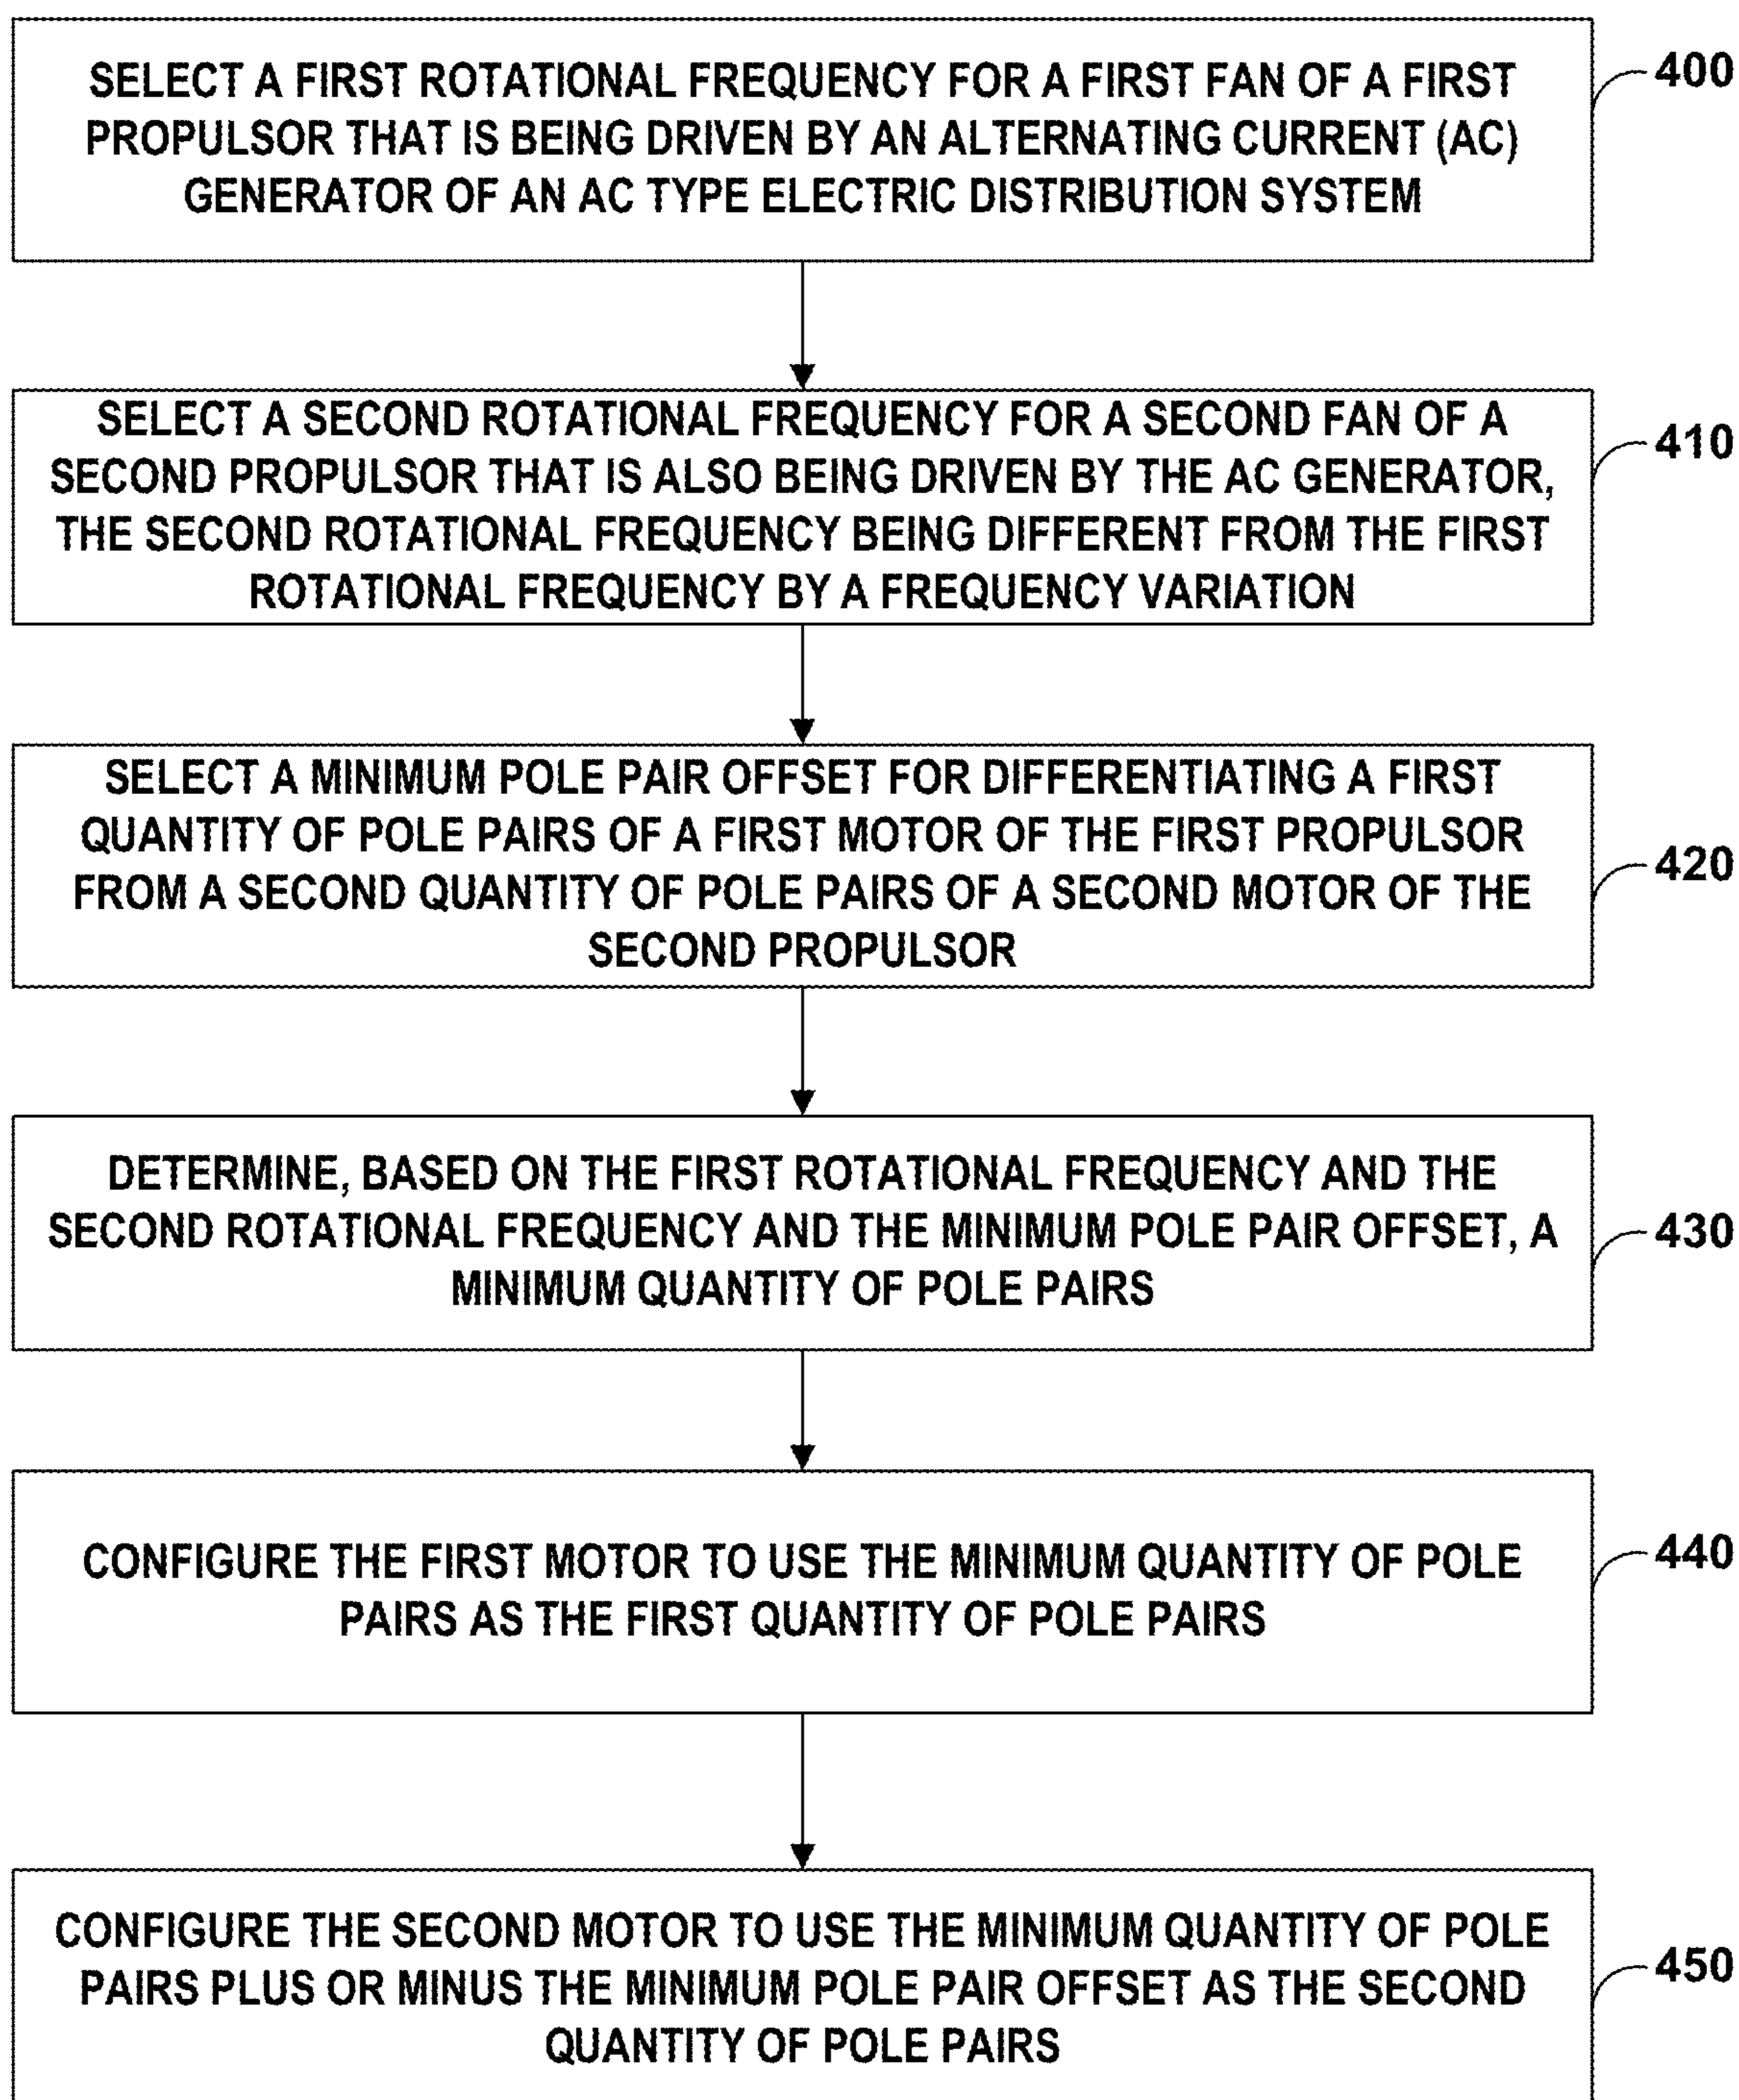 SELECT A FIRST ROTATIONAL FREQUENCY FOR A FIRST FAN OF A FIRST
PROPULSOR THAT IS BEING DRIVEN BY AN ALTERNATING CURRENT (AC)
GENERATOR OF AN AC TYPE ELECTRIC DISTRIBUTION SYSTEM
400
SELECT A SECOND ROTATIONAL FREQUENCY FOR A SECOND FAN OF A
SECOND PROPULSOR THAT IS ALSO BEING DRIVEN BY THE AC GENERATOR,
THE SECOND ROTATIONAL FREQUENCY BEING DIFFERENT FROM THE FIRST
ROTATIONAL FREQUENCY BY A FREQUENCY VARIATION
410
SELECT A MINIMUM POLE PAIR OFFSET FOR DIFFERENTIATING A FIRST
QUANTITY OF POLE PAIRS OF A FIRST MOTOR OF THE FIRST PROPULSOR
FROM A SECOND QUANTITY OF POLE PAIRS OF A SECOND MOTOR OF THE
SECOND PROPULSOR
420
DETERMINE, BASED ON THE FIRST ROTATIONAL FREQUENCY AND THE
SECOND ROTATIONAL FREQUENCY AND THE MINIMUM POLE PAIR OFFSET, A
MINIMUM QUANTITY OF POLE PAIRS
430
CONFIGURE THE FIRST MOTOR TO USE THE MINIMUM QUANTITY OF POLE
PAIRS AS THE FIRST QUANTITY OF POLE PAIRS
440
CONFIGURE THE SECOND MOTOR TO USE THE MINIMUM QUANTITY OF POLE
PAIRS PLUS OR MINUS THE MINIMUM POLE PAIR OFFSET AS THE SECOND
QUANTITY OF POLE PAIRS
450